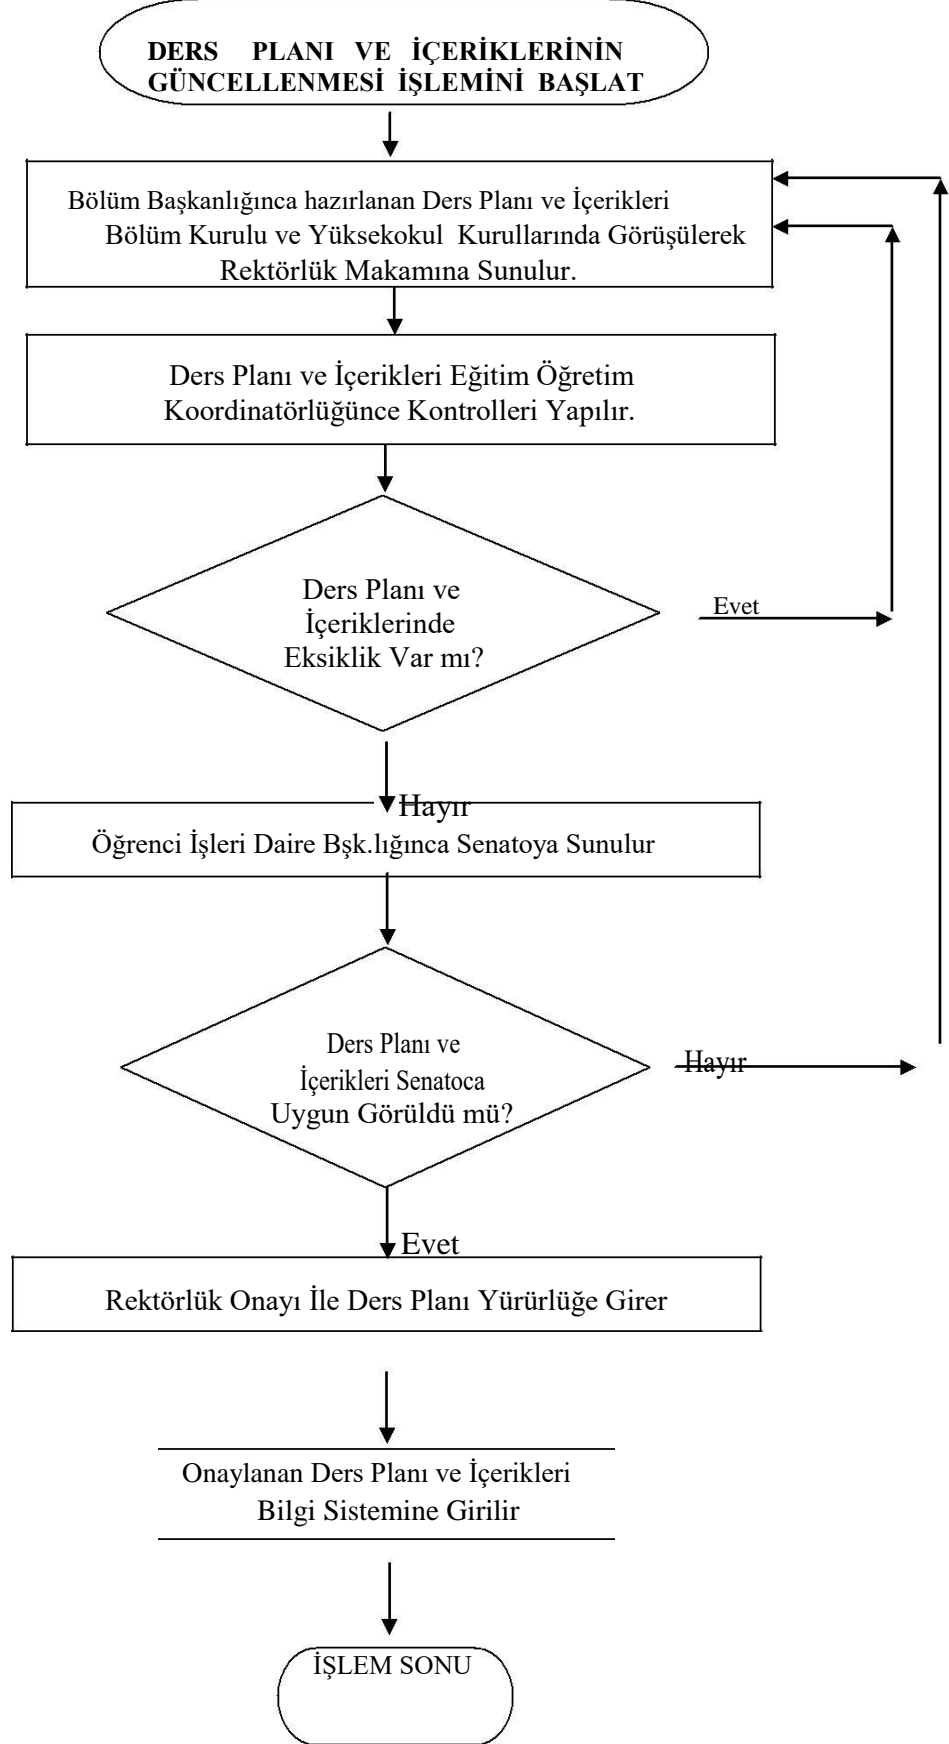 DERS PLANI VE İÇERİKLERİNİN
GÜNCELLENMESİ İŞLEMİNİ BAŞLAT
Bölüm Başkanlığınca hazırlanan Ders Planı ve İçerikleri
Bölüm Kurulu ve Yüksekokul Kurullarında Görüşülerek
Rektörlük Makamına Sunulur.
Ders Planı ve İçerikleri Eğitim Öğretim
Koordinatörlüğünce Kontrolleri Yapılır.
Ders Planı ve
İçeriklerinde
Eksiklik Var mı?
Evet
Hayır
Öğrenci İşleri Daire Bşk.lığınca Senatoya Sunulur
Ders Planı ve
İçerikleri Senatoca
Uygun Görüldü mü?
Hayır
Evet
Rektörlük Onayı İle Ders Planı Yürürlüğe Girer
Onaylanan Ders Planı ve İçerikleri
Bilgi Sistemine Girilir
İŞLEM SONU